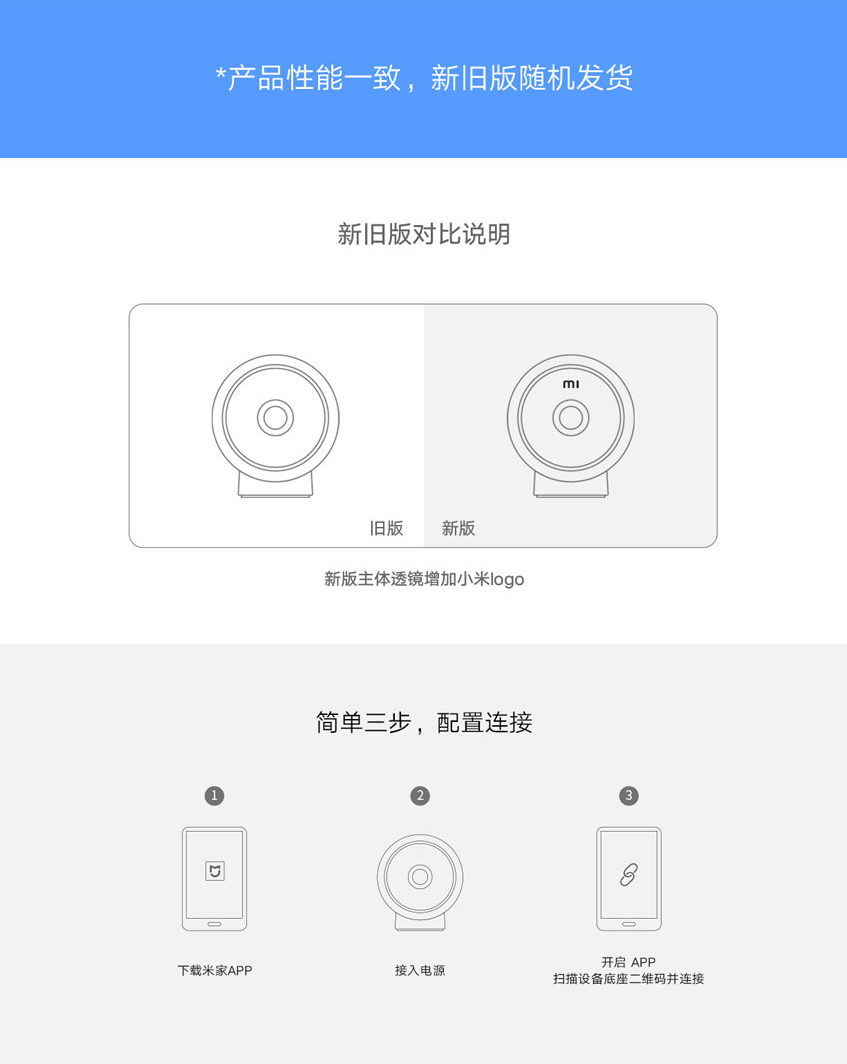 *产品性能一致，新旧版随机发货
新旧版对比说明
mi
旧版
新版
新版主体透镜增加小米logo
简单三步，配置连接
1
2
3
下载米家APP
接入电源
开启 APP
扫描设备底座二维码并连接